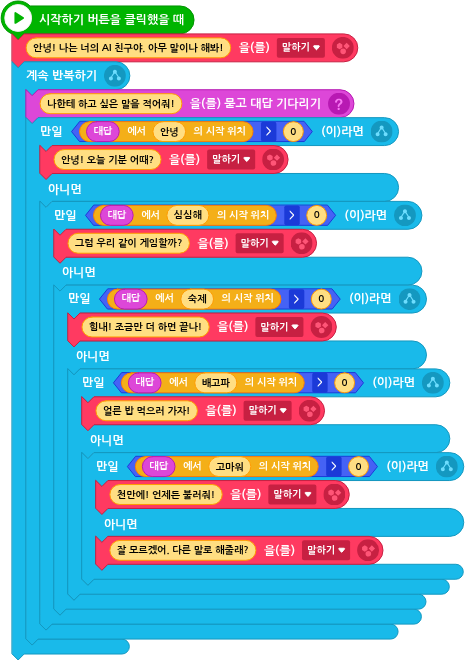 시작하기 버튼을 클릭했을 때
안녕! 나는 너의 AI 친구야. 아무 말이나 해봐! 을(를) 말하기
계속 반복하기
나한테 하고 싶은 말을 적어줘! 을(를) 묻고 대답 기다리기 ?
만일 대답 에서 안녕 의 시작 위치 > 0 (이)라면
안녕! 오늘 기분 어때? 을(를) 말하기
아니면
만일 대답 에서 심심해 의 시작 위치 > 0 (이)라면
그럼 우리 같이 게임할까? 을(를) 말하기
아니면
만일 대답 에서 숙제 의 시작 위치 > 0 (이)라면
힘내! 조금만 더 하면 끝나! 을(를) 말하기
아니면
만일 대답 에서 배고파 의 시작 위치 > 0 (이)라면
얼른 밥 먹으러 가자! 을(를) 말하기
아니면
만일 대답 에서 고마워 의 시작 위치 > 0 (이)라면
천만에! 언제든 불러줘! 을(를) 말하기
아니면
잘 모르겠어. 다른 말로 해줄래? 을(를) 말하기